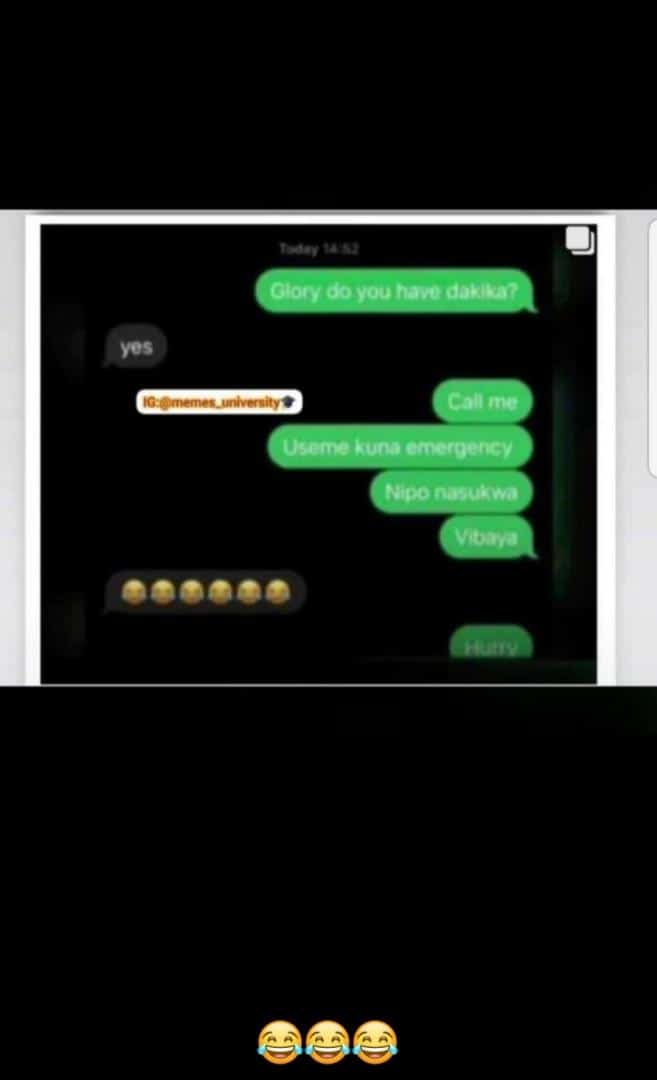 Today 14:52
Glory do you have dakika?
yes
IG:@memes_university🎓
Call me
Useme kuna emergency
Nipo nasukwa
Vibaya
😂😂😂😂😂😂
Hurry
😂😂😂